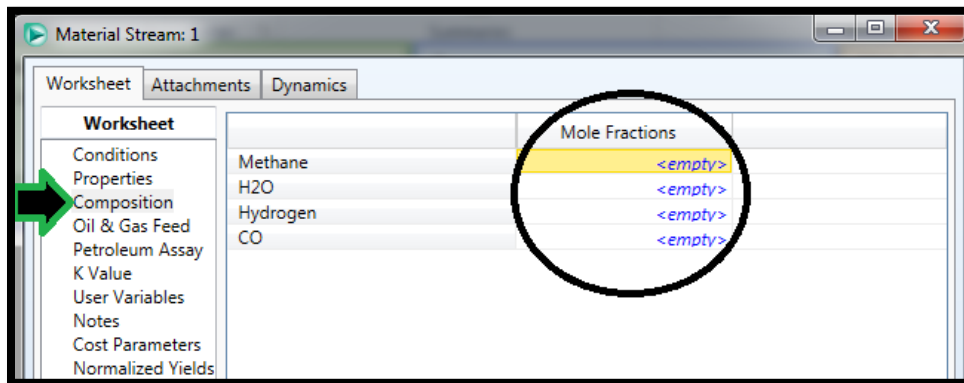 Material Stream: 1
Worksheet Attachments Dynamics
Worksheet
Conditions
Properties
Composition
Oil & Gas Feed
Petroleum Assay
K Value
User Variables
Notes
Cost Parameters
Normalized Yields
Mole Fractions
Methane <empty>
H2O <empty>
Hydrogen <empty>
CO <empty>